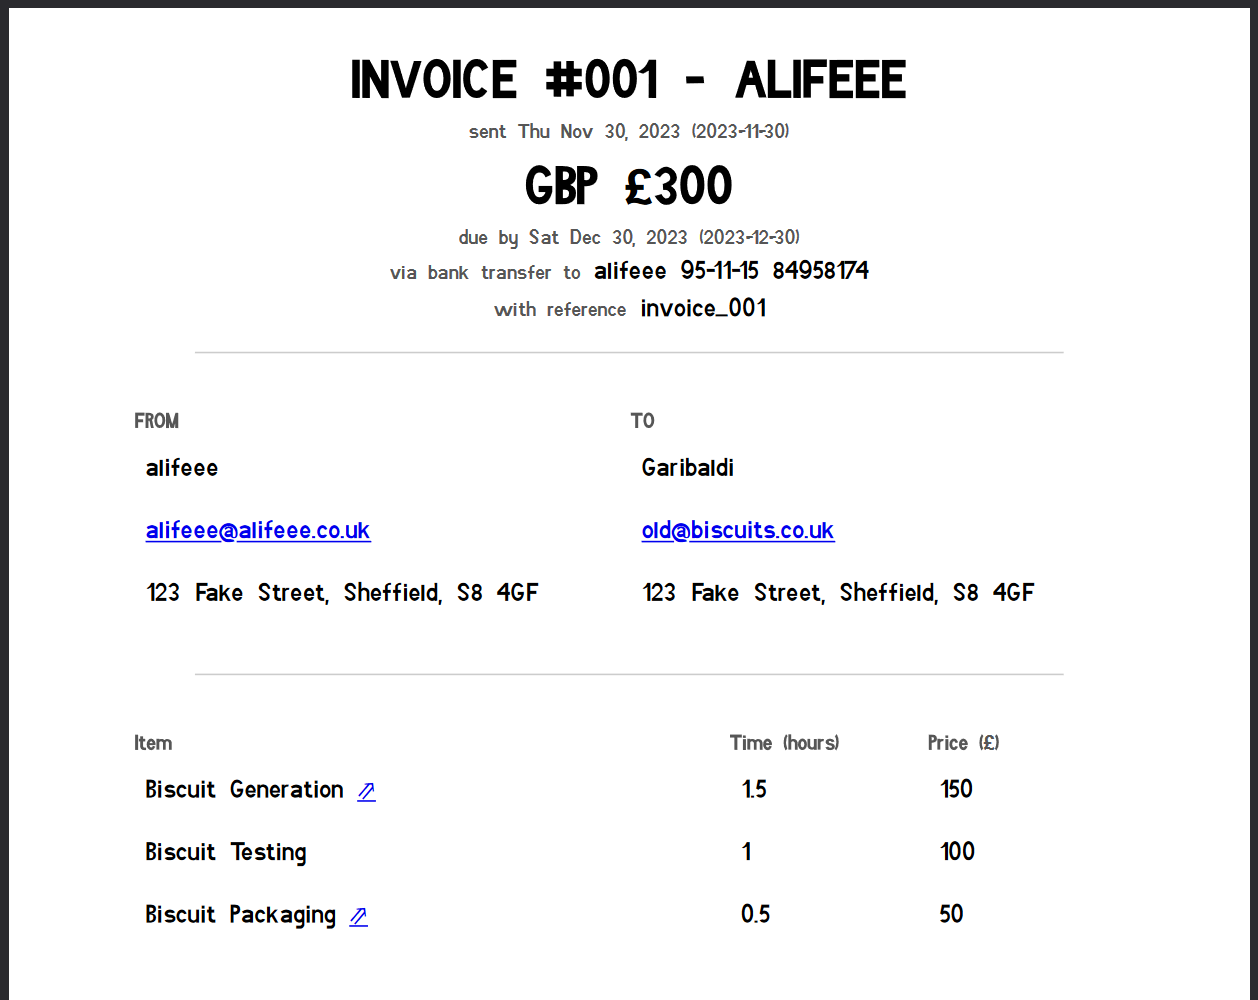 INVOICE #001 - ALIFEEE
sent Thu Nov 30, 2023 (2023-11-30)
GBP £300
due by Sat Dec 30, 2023 (2023-12-30)
via bank transfer to alifeee 95-11-15 84958174
with reference invoice_001
FROM TO
alifeee Garibaldi
alifeee@alifeee.co.uk old@biscuits.co.uk
123 Fake Street, Sheffield, S8 4GF 123 Fake Street, Sheffield, S8 4GF
Item Time (hours) Price (£)
Biscuit Generation ⇗ 1.5 150
Biscuit Testing 1 100
Biscuit Packaging ⇗ 0.5 50